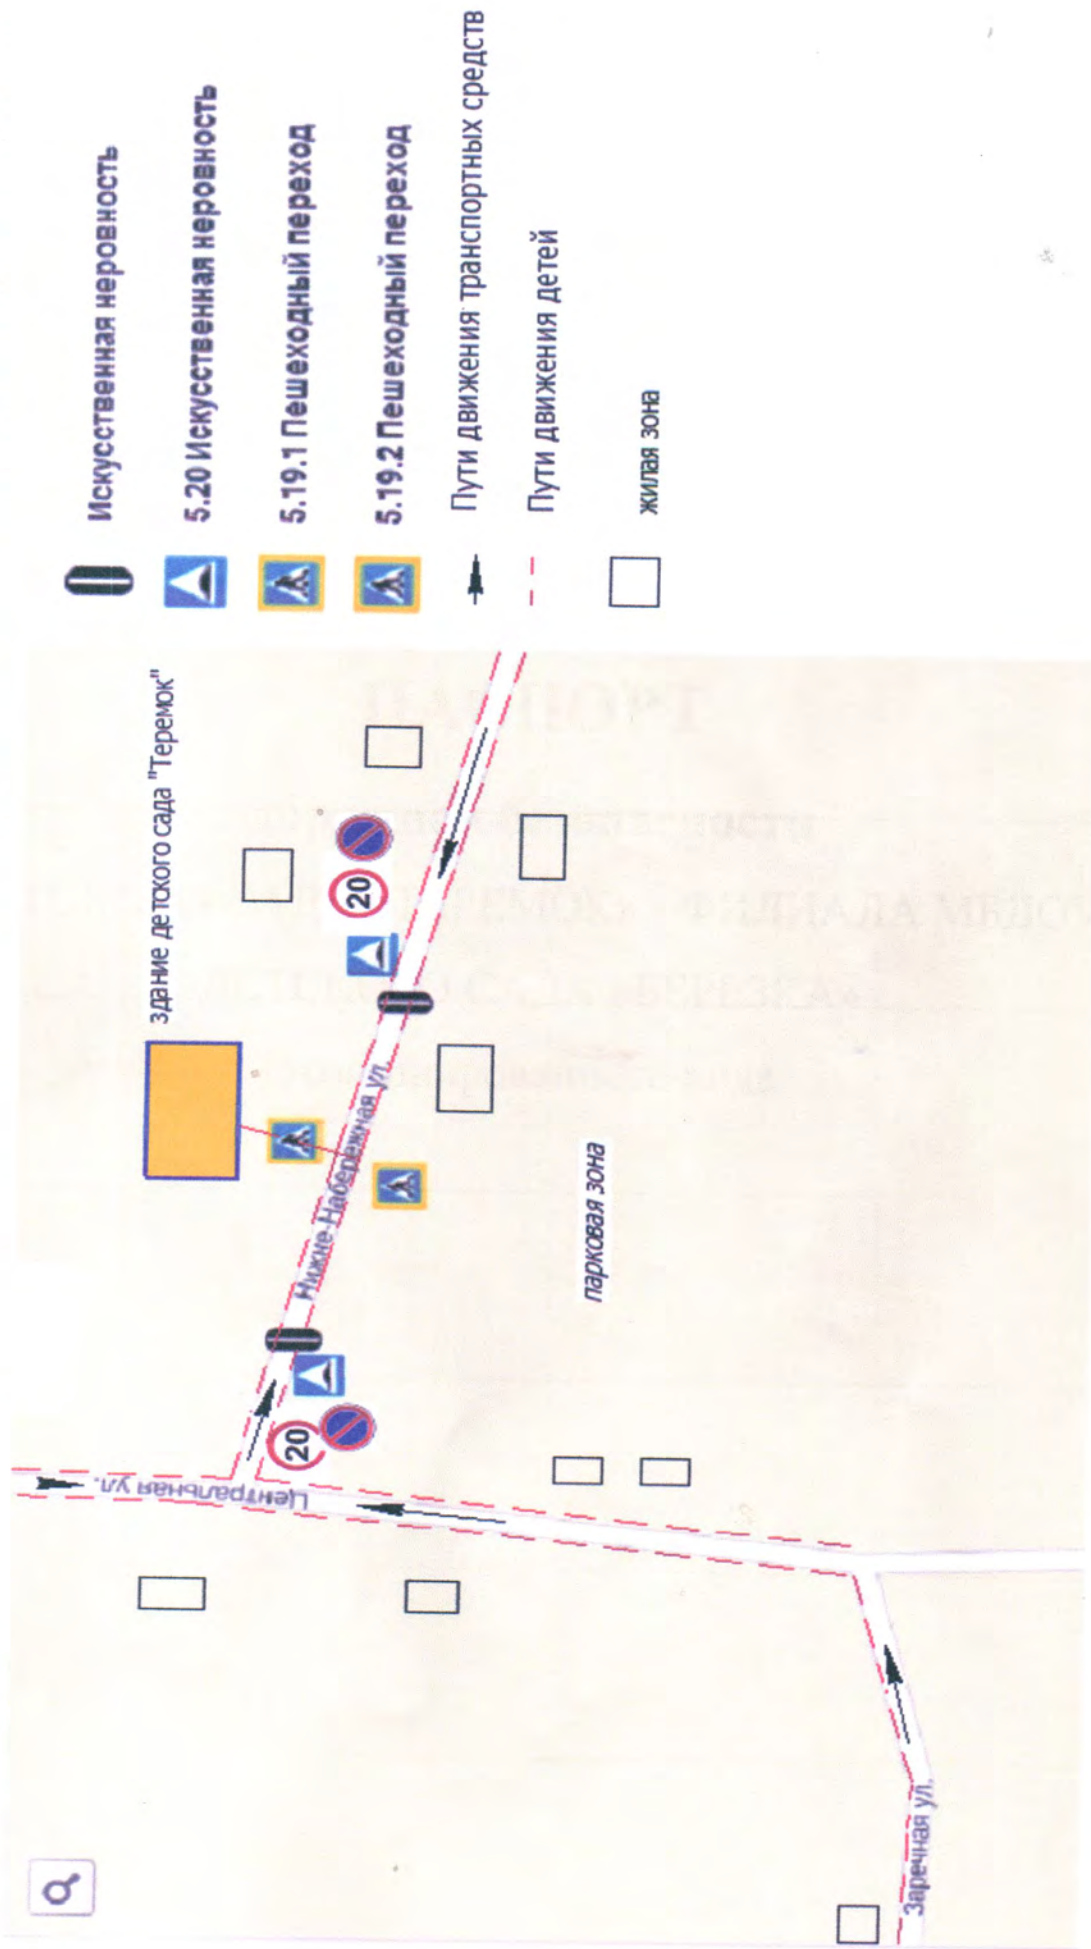 здание детского сада "Теремок"
20
Нижне-Набережная ул.
20
Центральная ул.
парковая зона
Заречная ул.
Искусственная неровность
5.20 Искусственная неровность
5.19.1 Пешеходный переход
5.19.2 Пешеходный переход
Пути движения транспортных средств
Пути движения детей
жилая зона